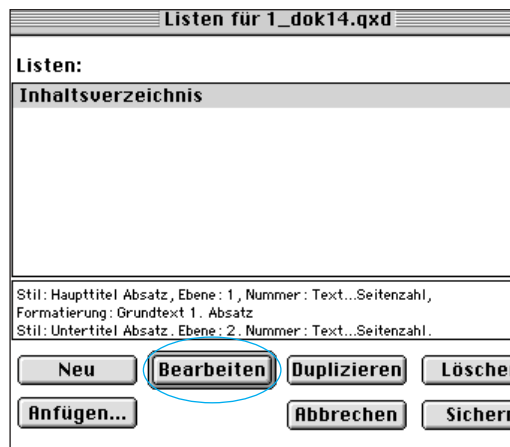 Listen für 1_dok14.qxd
Listen:
Inhaltsverzeichnis
Stil: Haupttitel Absatz, Ebene: 1, Nummer: Text...Seitenzahl,
Formatierung: Grundtext 1. Absatz
Stil: Untertitel Absatz. Ebene: 2. Nummer: Text...Seitenzahl.
Neu Bearbeiten Duplizieren Lösche
Anfügen... Abbrechen Sichern